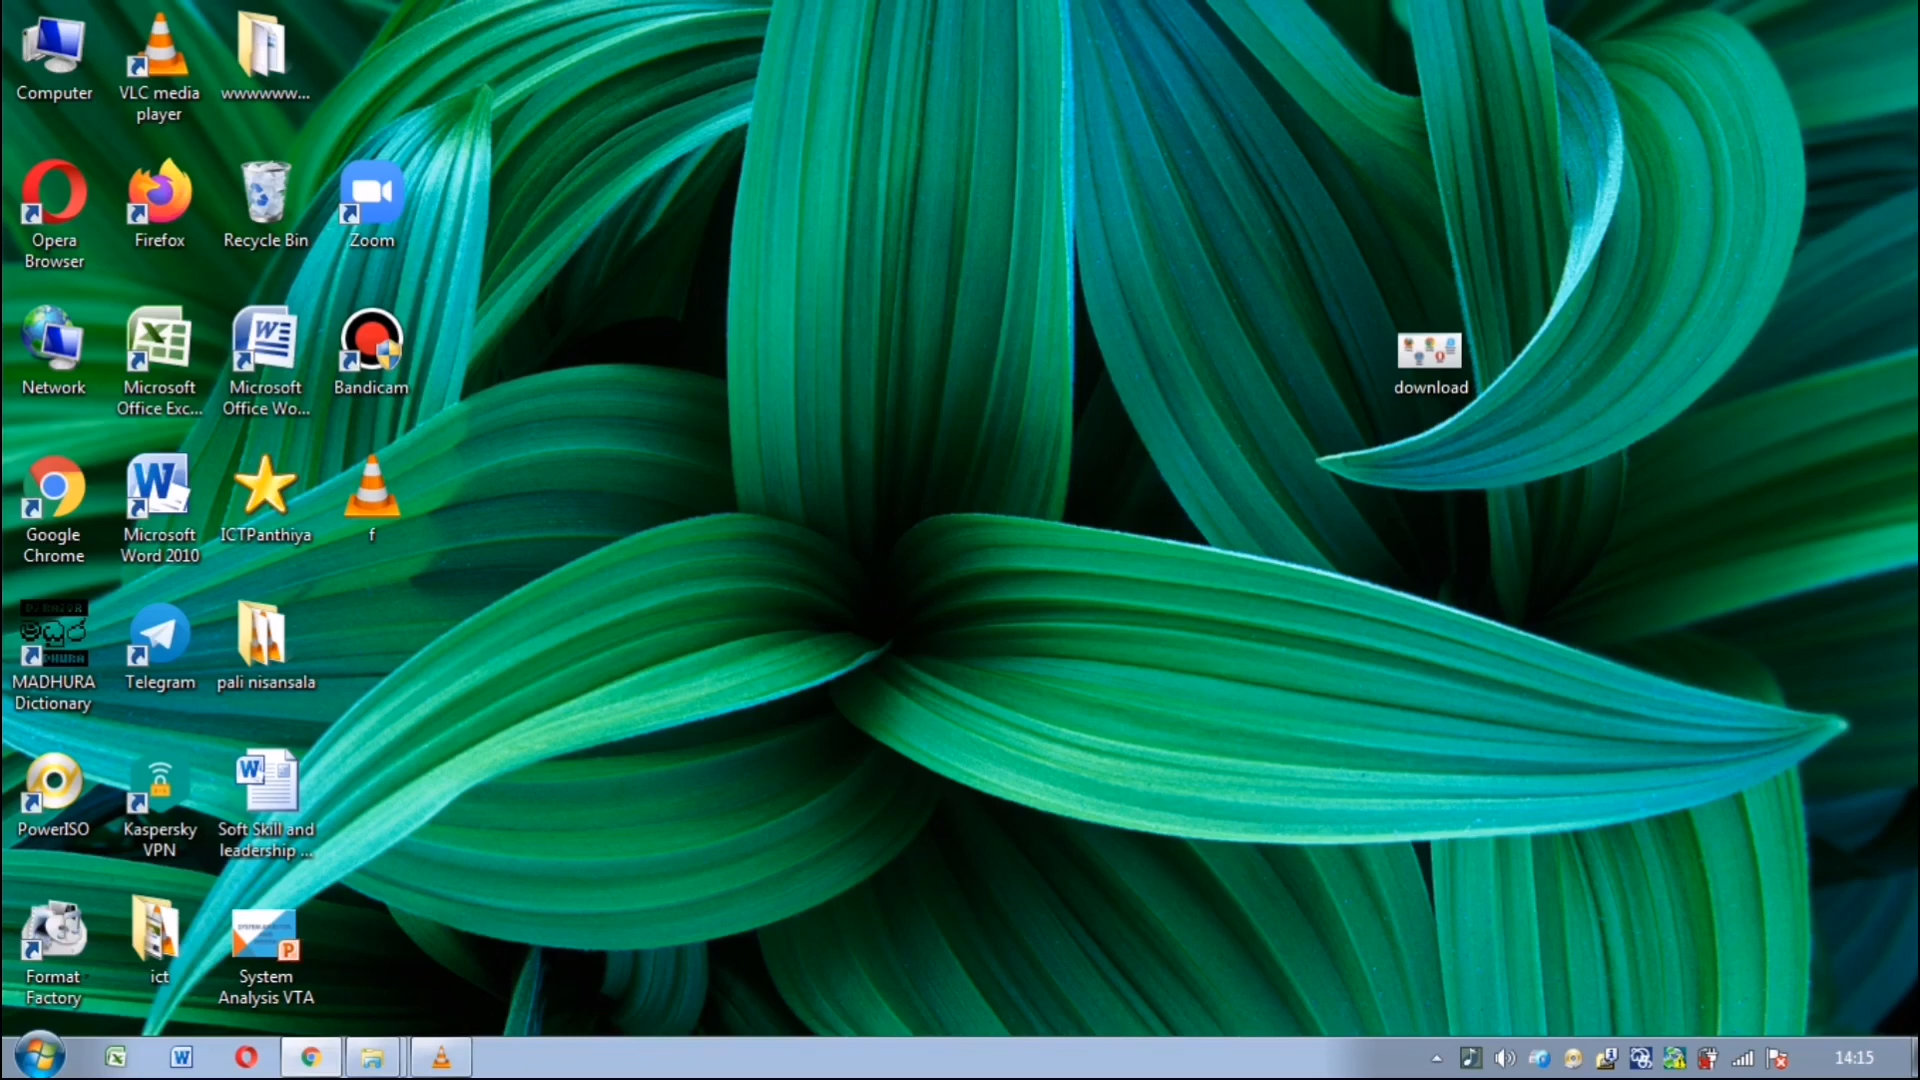 Computer
VLC media
player
wwwwww...
Opera
Browser
Firefox
Recycle Bin
Zoom
Network
Microsoft
Office Exc...
Microsoft
Office Wo...
Bandicam
download
Google
Chrome
Microsoft
Word 2010
ICTPanthiya
f
මධුර
MADHURA
Dictionary
Telegram
pali nisansala
PowerISO
Kaspersky
VPN
Soft Skill and
leadership ...
Format
Factory
ict
System
Analysis VTA
14:15